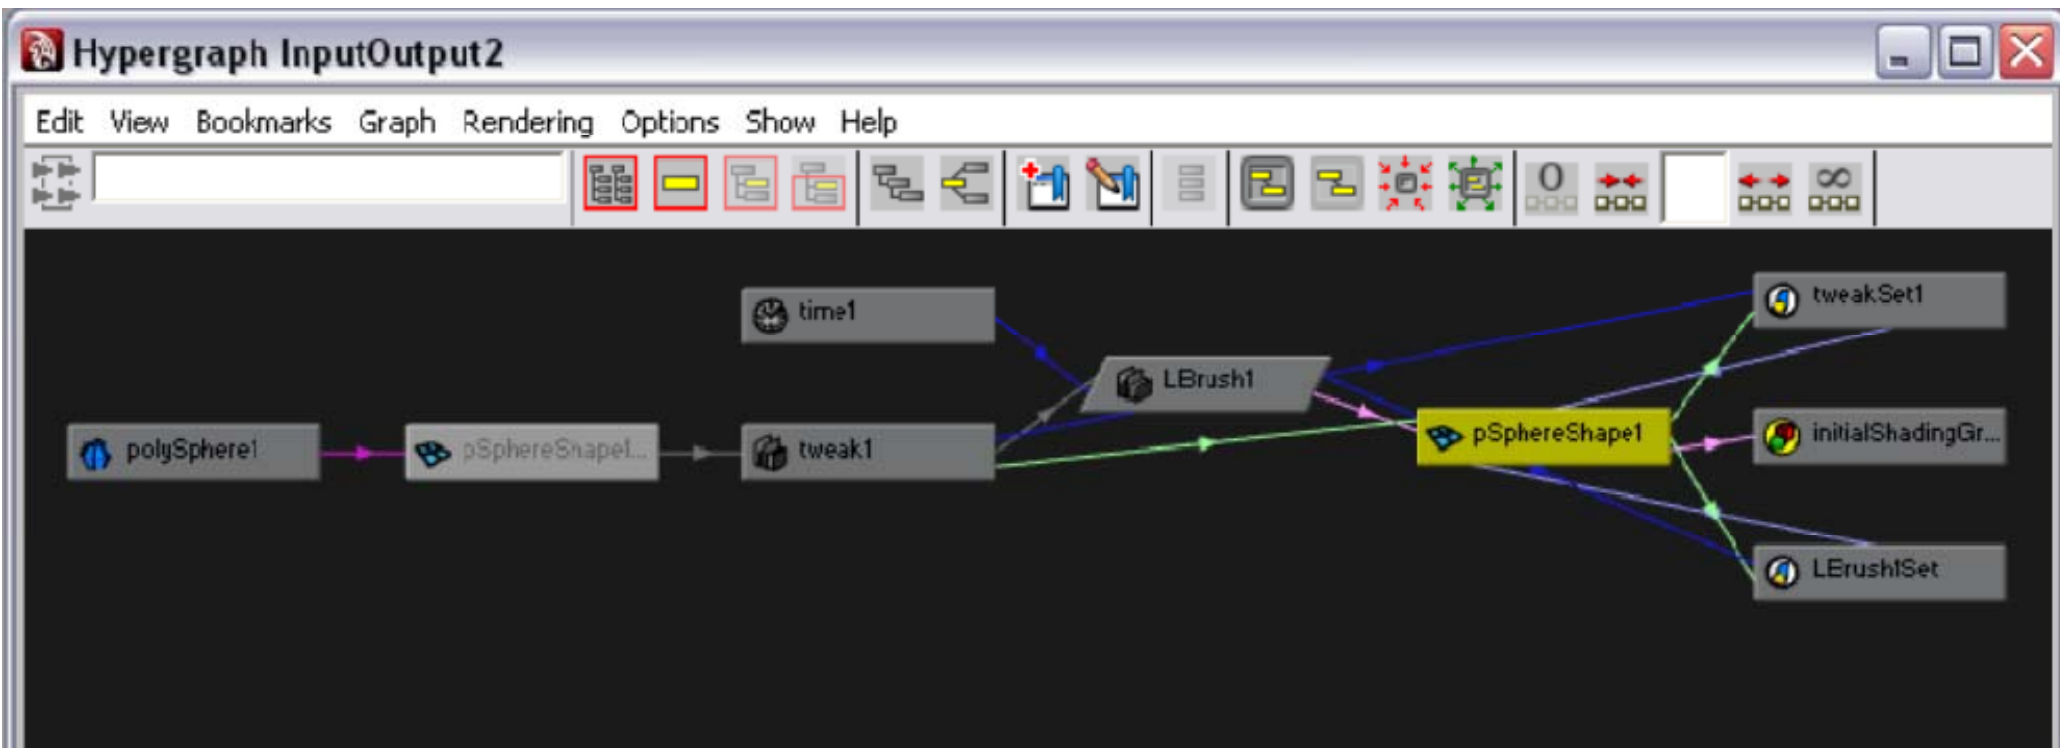 Hypergraph InputOutput2
Edit View Bookmarks Graph Rendering Options Show Help
0
∞
time1
tweakSet1
LBrush1
polySphere1
pSphereShape1...
tweak1
pSphereShape1
initialShadingGr...
LBrush1Set